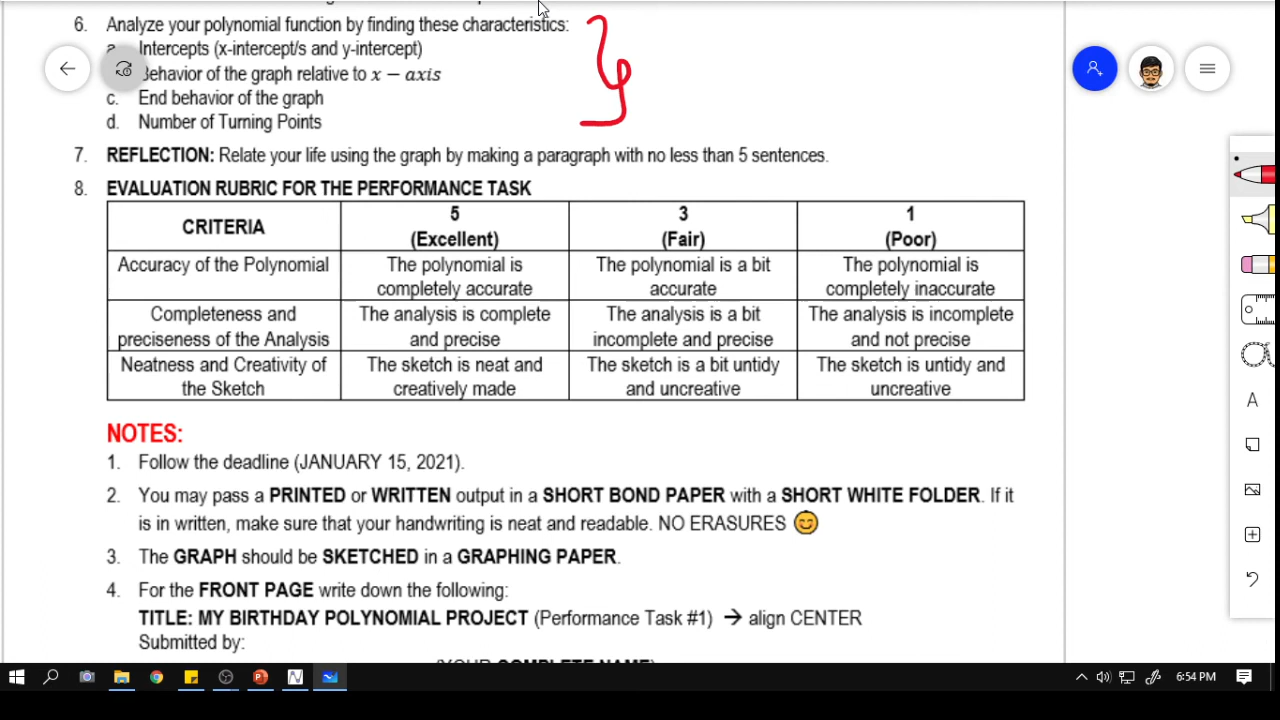 6. Analyze your polynomial function by finding these characteristics:
a. Intercepts (x-intercept/s and y-intercept)
Behavior of the graph relative to x − axis
c. End behavior of the graph
d. Number of Turning Points
7. REFLECTION: Relate your life using the graph by making a paragraph with no less than 5 sentences.
8. EVALUATION RUBRIC FOR THE PERFORMANCE TASK
CRITERIA
5
(Excellent)
3
(Fair)
1
(Poor)
Accuracy of the Polynomial
The polynomial is
completely accurate
The polynomial is a bit
accurate
The polynomial is
completely inaccurate
Completeness and
preciseness of the Analysis
The analysis is complete
and precise
The analysis is a bit
incomplete and precise
The analysis is incomplete
and not precise
Neatness and Creativity of
the Sketch
The sketch is neat and
creatively made
The sketch is a bit untidy
and uncreative
The sketch is untidy and
uncreative
NOTES:
1. Follow the deadline (JANUARY 15, 2021).
2. You may pass a PRINTED or WRITTEN output in a SHORT BOND PAPER with a SHORT WHITE FOLDER. If it
is in written, make sure that your handwriting is neat and readable. NO ERASURES 😊
3. The GRAPH should be SKETCHED in a GRAPHING PAPER.
4. For the FRONT PAGE write down the following:
TITLE: MY BIRTHDAY POLYNOMIAL PROJECT (Performance Task #1) → align CENTER
Submitted by:
(YOUR COMPLETE NAME)
6:54 PM